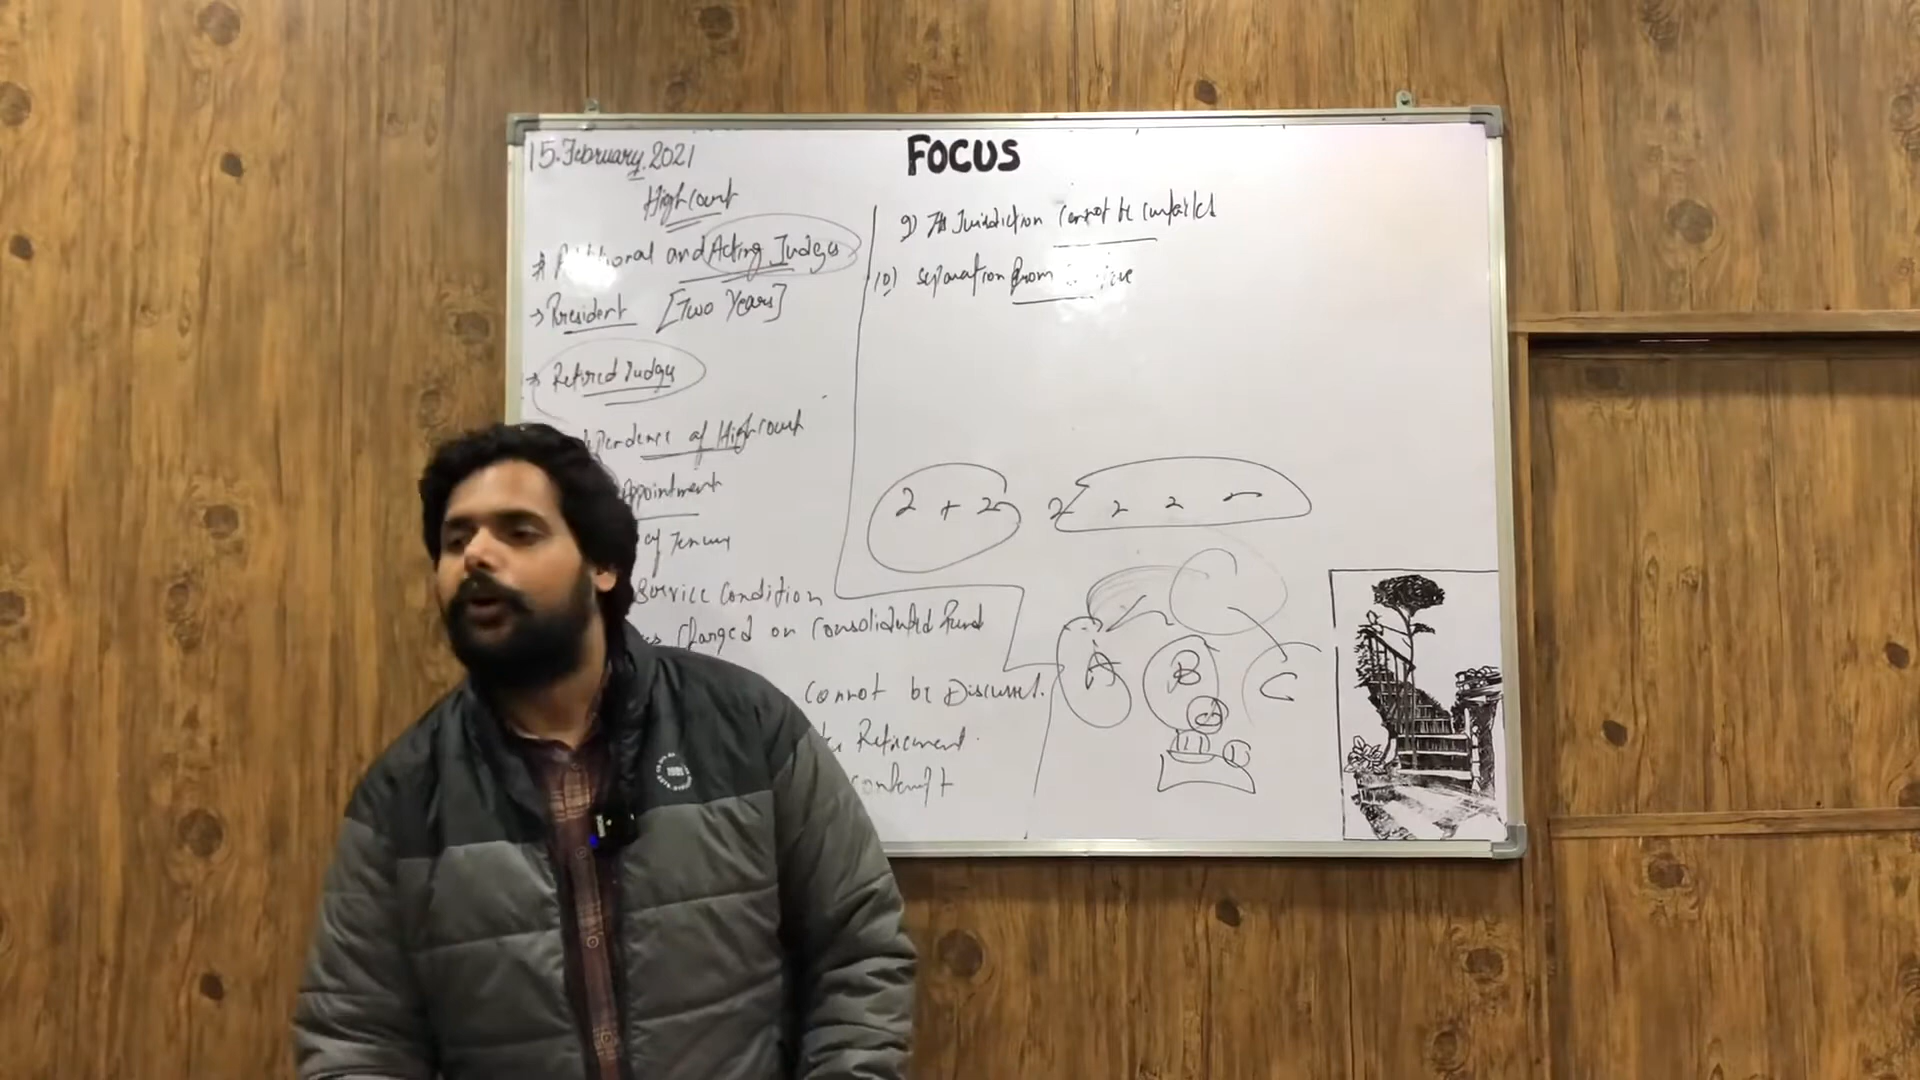 FOCUS
15.February.2021
High Court
and Acting Judges
→ President [Two Years]
→ Retired Judges
of High Court
Appointment
of Tenure
Service Condition
Charged on Consolidated Fund
Cannot be Discussed.
Retirement.
Contempt
9) Its Jurisdiction Cannot be curtailed
10) separation from
2 + 2 2 2 2
A B C